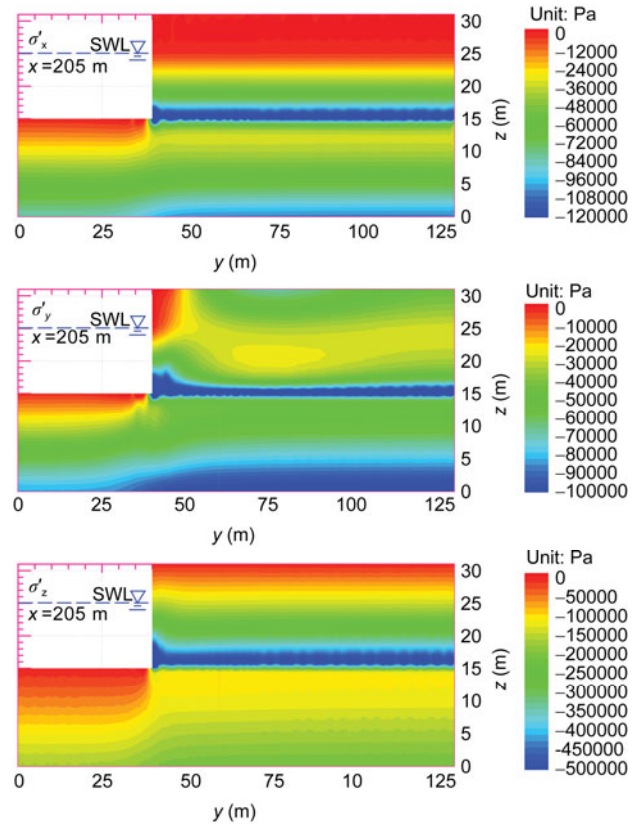 Unit: Pa
σ′x
SWL
x=205 m
0
−12000
−24000
−36000
−48000
−60000
−72000
−84000
−96000
−108000
−120000
30
25
20
15
10
5
0
z (m)
0 25 50 75 100 125
y (m)
Unit: Pa
σ′y
SWL
x=205 m
0
−10000
−20000
−30000
−40000
−50000
−60000
−70000
−80000
−90000
−100000
30
25
20
15
10
5
0
z (m)
0 25 50 75 100 125
y (m)
Unit: Pa
σ′z
SWL
x=205 m
0
−50000
−100000
−150000
−200000
−250000
−300000
−350000
−400000
−450000
−500000
30
25
20
15
10
5
0
z (m)
0 25 50 75 10 125
y (m)